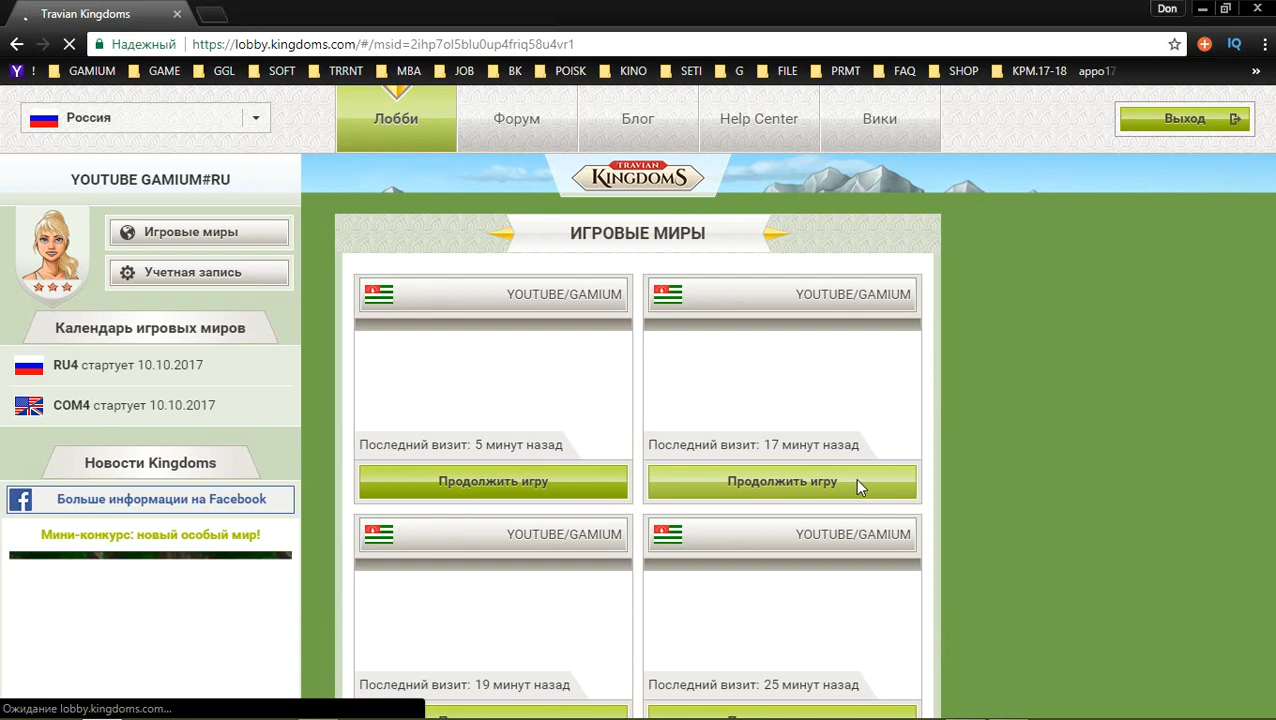 Travian Kingdoms
Don
Надежный
https://lobby.kingdoms.com/#/msid=2ihp7ol5blu0up4friq58u4vr1
IQ
Y ! GAMIUM GAME GGL SOFT TRRNT MBA JOB BK POISK KINO SETI G FILE PRMT FAQ SHOP KPM.17-18 appo17 »
Россия
Лобби
Форум
Блог
Help Center
Вики
Выход
TRAVIAN
KINGDOMS
YOUTUBE GAMIUM#RU
Игровые миры
Учетная запись
Календарь игровых миров
RU4 стартует 10.10.2017
COM4 стартует 10.10.2017
Новости Kingdoms
Больше информации на Facebook
Мини-конкурс: новый особый мир!
ИГРОВЫЕ МИРЫ
YOUTUBE/GAMIUM
Последний визит: 5 минут назад
Продолжить игру
YOUTUBE/GAMIUM
Последний визит: 17 минут назад
Продолжить игру
YOUTUBE/GAMIUM
Последний визит: 19 минут назад
YOUTUBE/GAMIUM
Последний визит: 25 минут назад
Ожидание lobby.kingdoms.com...